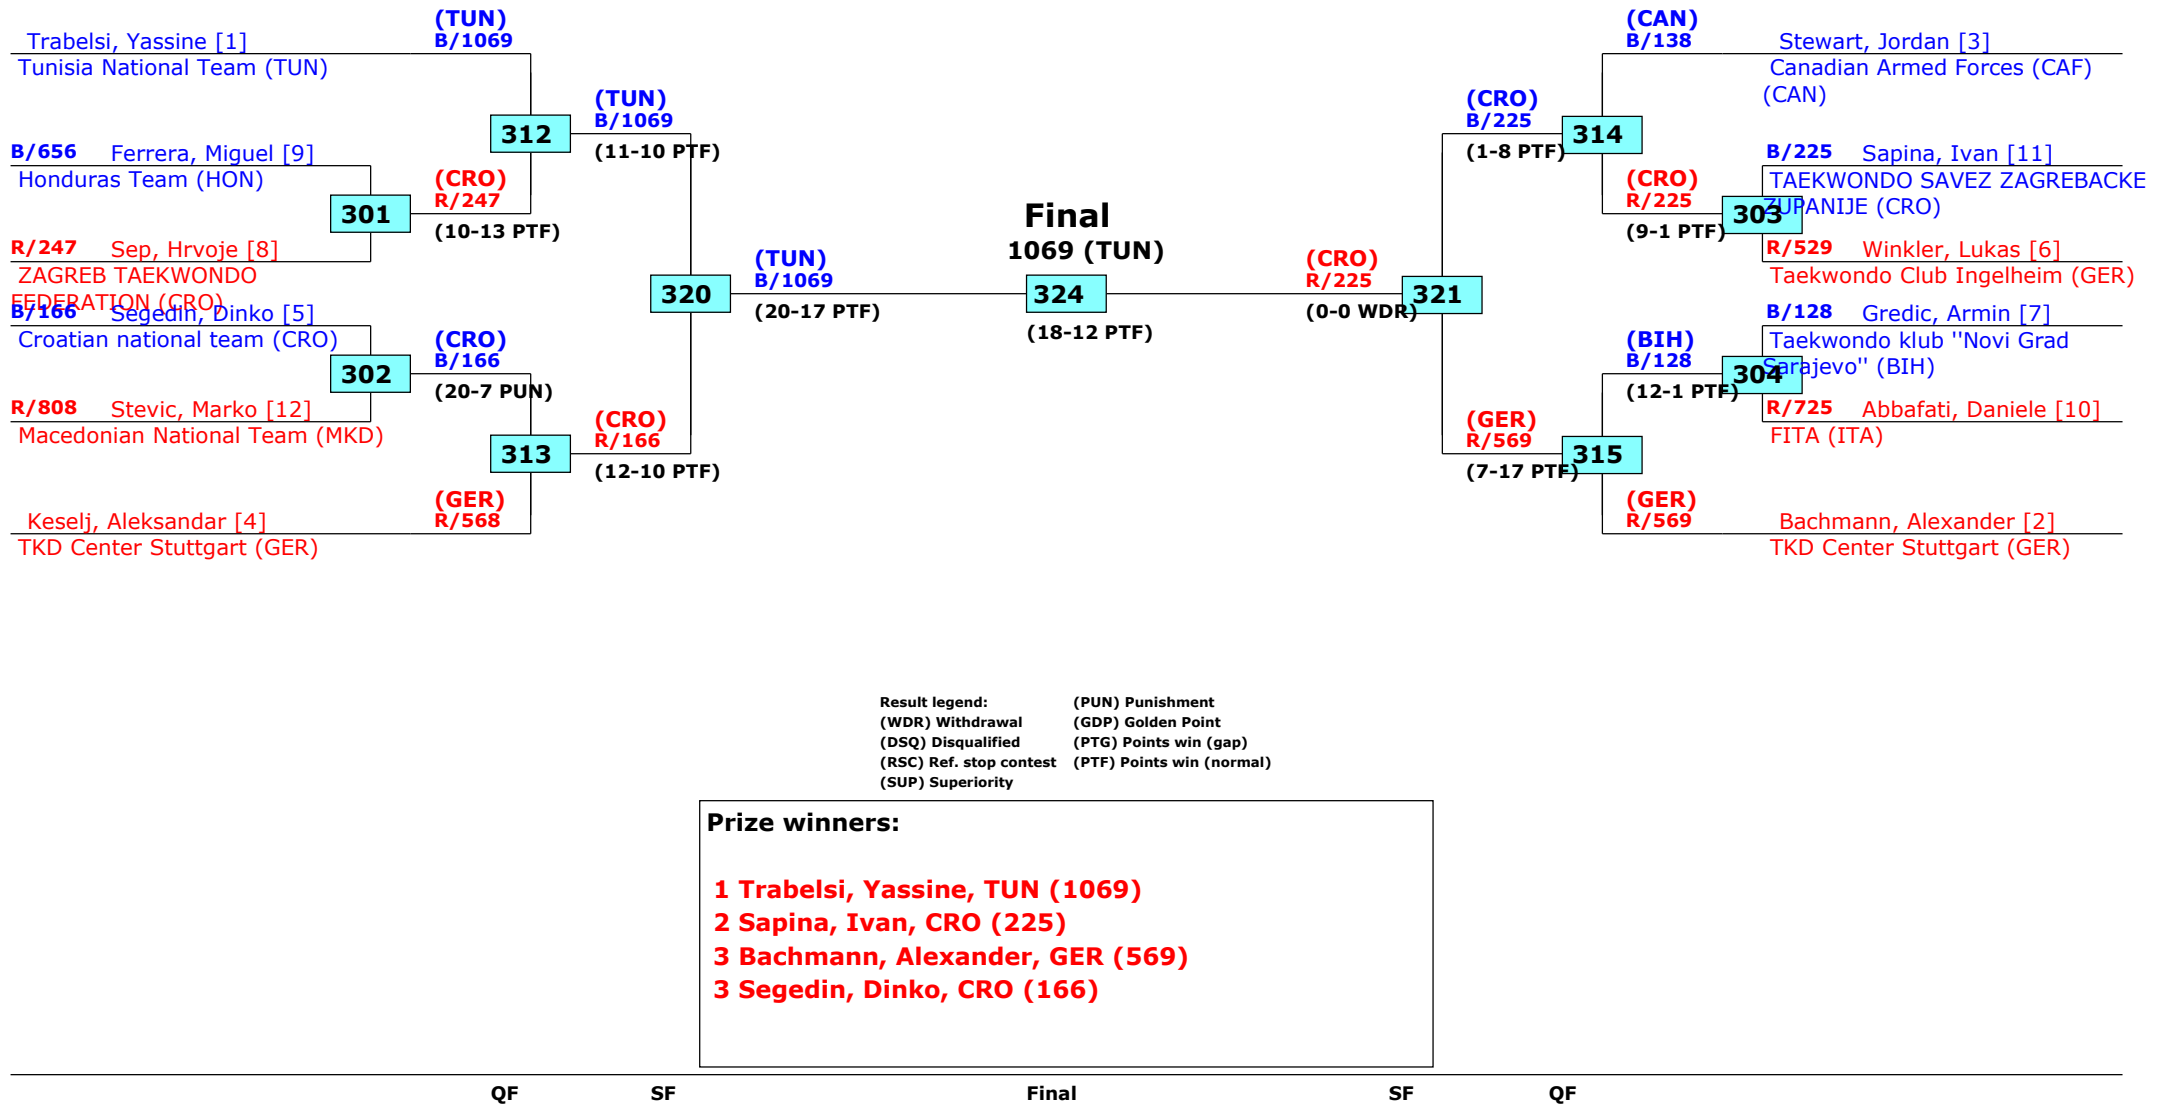 (TUN)
B/1069
Trabelsi, Yassine [1]
Tunisia National Team (TUN)
(TUN)
B/1069
312
(11-10 PTF)
B/656 Ferrera, Miguel [9]
Honduras Team (HON)
(CRO)
R/247
301
(10-13 PTF)
R/247 Sep, Hrvoje [8]
ZAGREB TAEKWONDO
FEDERATION (CRO)
(TUN)
B/1069
320
(20-17 PTF)
B/166 Segedin, Dinko [5]
Croatian national team (CRO)
(CRO)
B/166
302
(20-7 PUN)
R/808 Stevic, Marko [12]
Macedonian National Team (MKD)
(CRO)
R/166
313
(12-10 PTF)
(GER)
R/568
Keselj, Aleksandar [4]
TKD Center Stuttgart (GER)
Final
1069 (TUN)
324
(18-12 PTF)
(CAN)
B/138
Stewart, Jordan [3]
Canadian Armed Forces (CAF)
(CAN)
(CRO)
B/225
314
(1-8 PTF)
B/225 Sapina, Ivan [11]
TAEKWONDO SAVEZ ZAGREBACKE
ZUPANIJE (CRO)
(CRO)
R/225
303
(9-1 PTF)
R/529 Winkler, Lukas [6]
Taekwondo Club Ingelheim (GER)
(CRO)
R/225
321
(0-0 WDR)
B/128 Gredic, Armin [7]
Taekwondo klub "Novi Grad
Sarajevo" (BIH)
(BIH)
B/128
304
(12-1 PTF)
R/725 Abbafati, Daniele [10]
FITA (ITA)
(GER)
R/569
315
(7-17 PTF)
(GER)
R/569
Bachmann, Alexander [2]
TKD Center Stuttgart (GER)
Result legend: (PUN) Punishment
(WDR) Withdrawal (GDP) Golden Point
(DSQ) Disqualified (PTG) Points win (gap)
(RSC) Ref. stop contest (PTF) Points win (normal)
(SUP) Superiority
Prize winners:
1 Trabelsi, Yassine, TUN (1069)
2 Sapina, Ivan, CRO (225)
3 Bachmann, Alexander, GER (569)
3 Segedin, Dinko, CRO (166)
QF SF Final SF QF